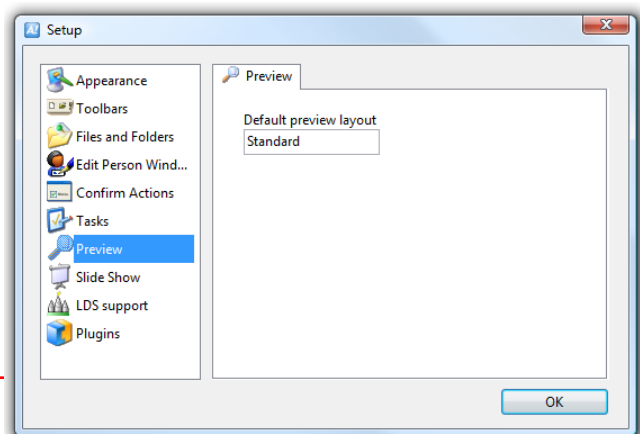 Setup
Appearance
Toolbars
Files and Folders
Edit Person Wind...
Confirm Actions
Tasks
Preview
Slide Show
LDS support
Plugins
Preview
Default preview layout
Standard
OK